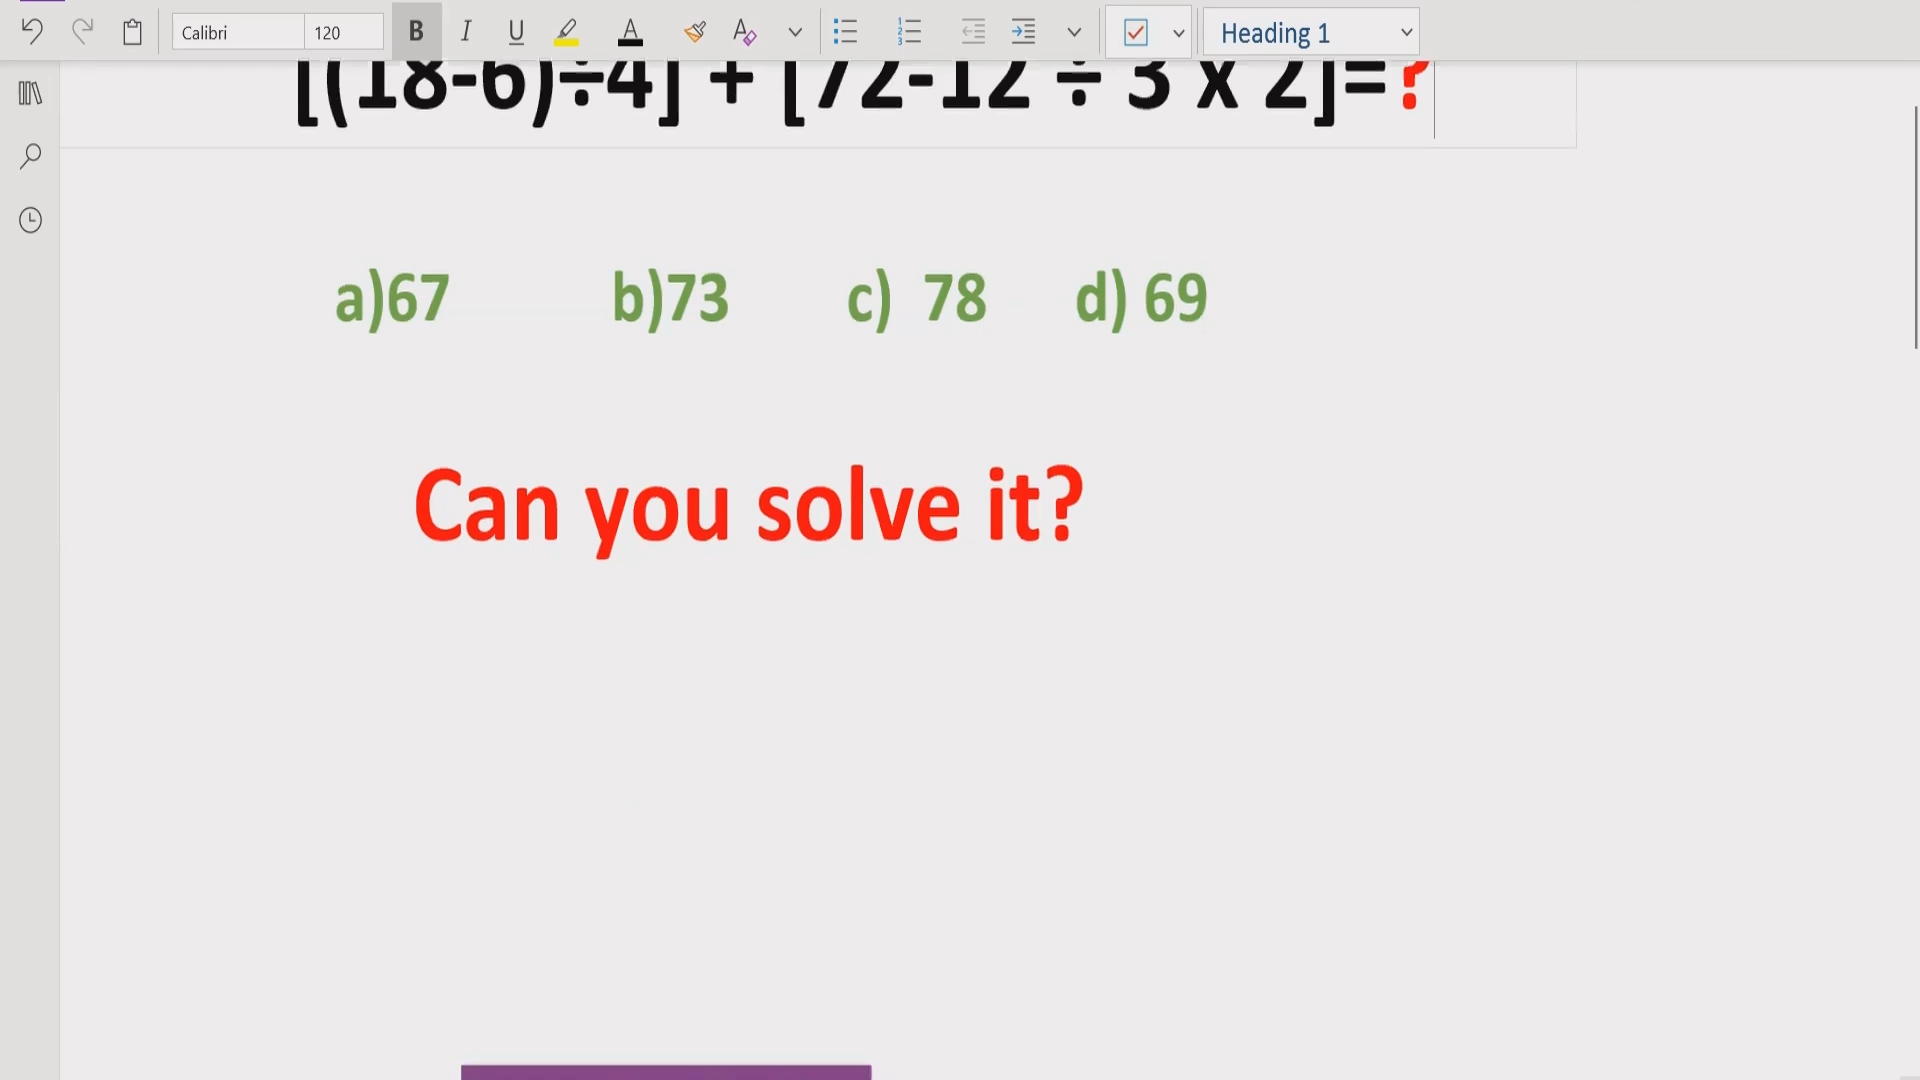 Calibri 120 B I U A A Heading 1
[(18-6)÷4] + [72-12 ÷ 3 x 2]=?
a)67 b)73 c) 78 d) 69
Can you solve it?